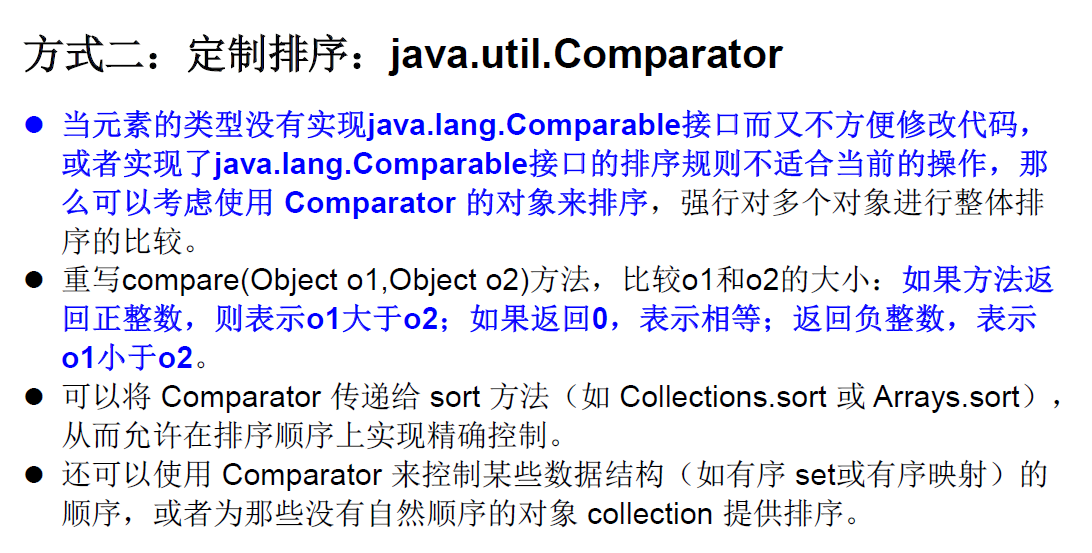 方式二：定制排序：java.util.Comparator
● 当元素的类型没有实现java.lang.Comparable接口而又不方便修改代码，
或者实现了java.lang.Comparable接口的排序规则不适合当前的操作，那
么可以考虑使用 Comparator 的对象来排序，强行对多个对象进行整体排
序的比较。
● 重写compare(Object o1,Object o2)方法，比较o1和o2的大小：如果方法返
回正整数，则表示o1大于o2；如果返回0，表示相等；返回负整数，表示
o1小于o2。
● 可以将 Comparator 传递给 sort 方法（如 Collections.sort 或 Arrays.sort），
从而允许在排序顺序上实现精确控制。
● 还可以使用 Comparator 来控制某些数据结构（如有序 set或有序映射）的
顺序，或者为那些没有自然顺序的对象 collection 提供排序。